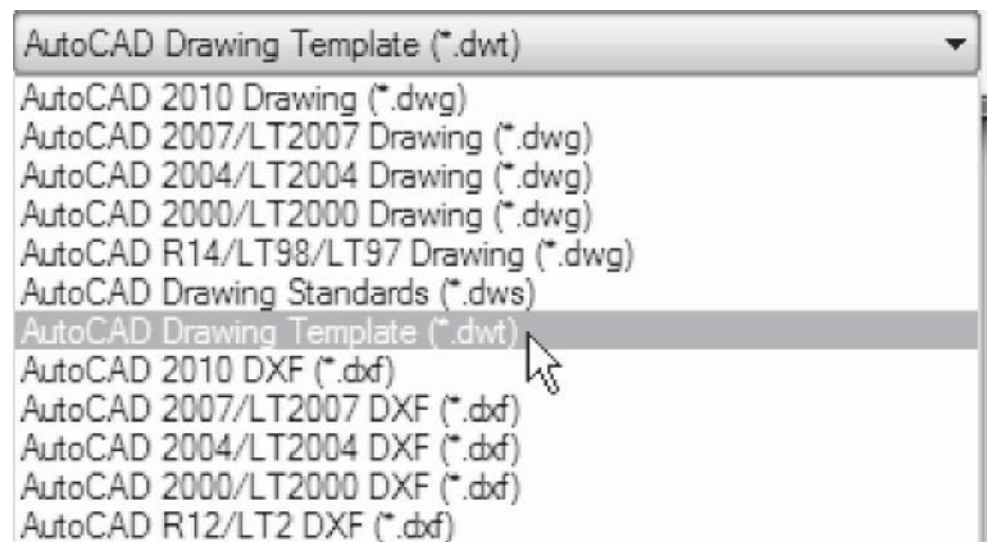 AutoCAD Drawing Template (*.dwt)
AutoCAD 2010 Drawing (*.dwg)
AutoCAD 2007/LT2007 Drawing (*.dwg)
AutoCAD 2004/LT2004 Drawing (*.dwg)
AutoCAD 2000/LT2000 Drawing (*.dwg)
AutoCAD R14/LT98/LT97 Drawing (*.dwg)
AutoCAD Drawing Standards (*.dws)
AutoCAD Drawing Template (*.dwt)
AutoCAD 2010 DXF (*.dxf)
AutoCAD 2007/LT2007 DXF (*.dxf)
AutoCAD 2004/LT2004 DXF (*.dxf)
AutoCAD 2000/LT2000 DXF (*.dxf)
AutoCAD R12/LT2 DXF (*.dxf)